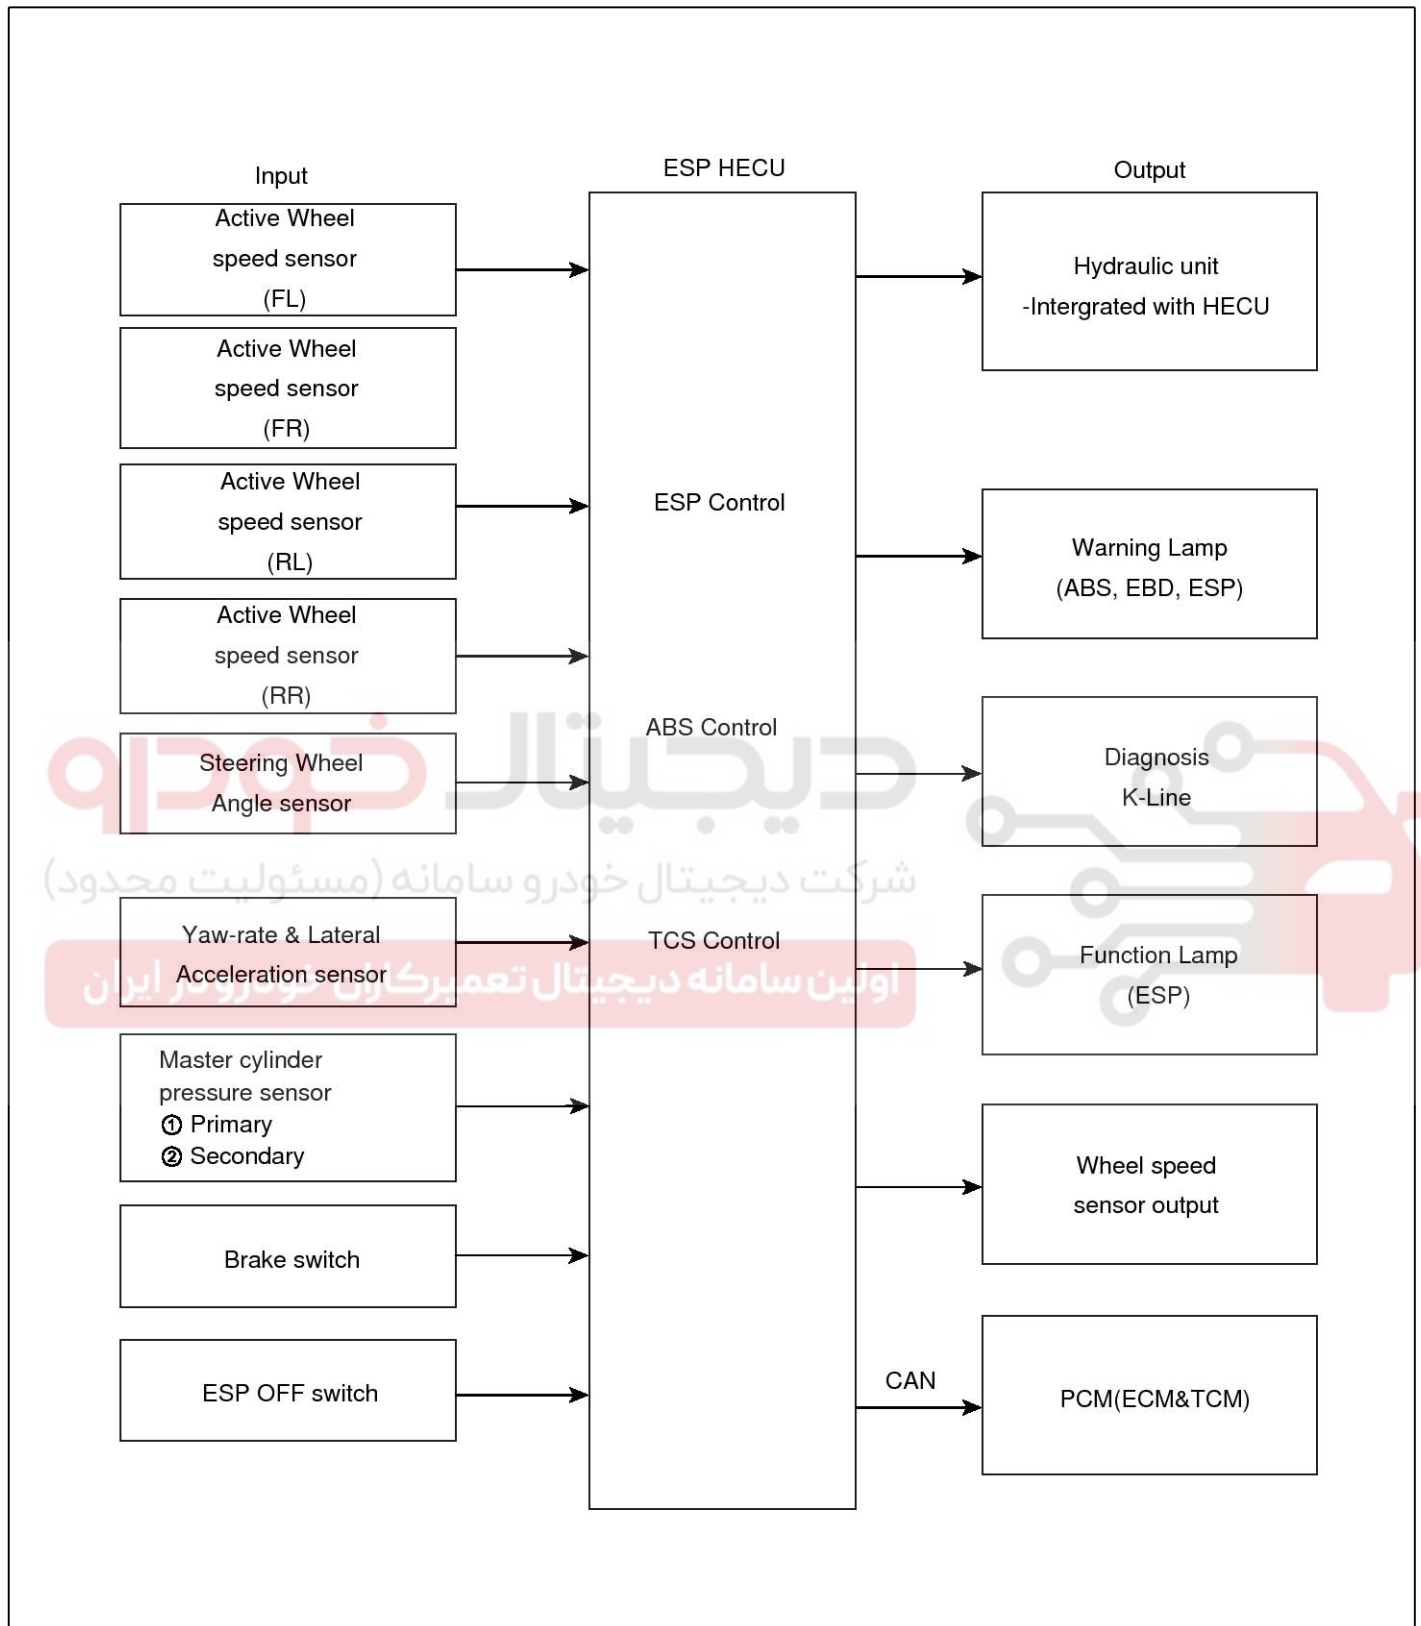 Input
ESP HECU
Output
Active Wheel
speed sensor
(FL)
Active Wheel
speed sensor
(FR)
Active Wheel
speed sensor
(RL)
Active Wheel
speed sensor
(RR)
Steering Wheel
Angle sensor
Yaw-rate & Lateral
Acceleration sensor
Master cylinder
pressure sensor
① Primary
② Secondary
Brake switch
ESP OFF switch
ESP Control
ABS Control
TCS Control
Hydraulic unit
-Intergrated with HECU
Warning Lamp
(ABS, EBD, ESP)
Diagnosis
K-Line
Function Lamp
(ESP)
Wheel speed
sensor output
CAN
PCM(ECM&TCM)
دیجیتال خودرو
شرکت دیجیتال خودرو سامانه (مسئولیت محدود)
اولین سامانه دیجیتال تعمیرکاران خودرو در ایران